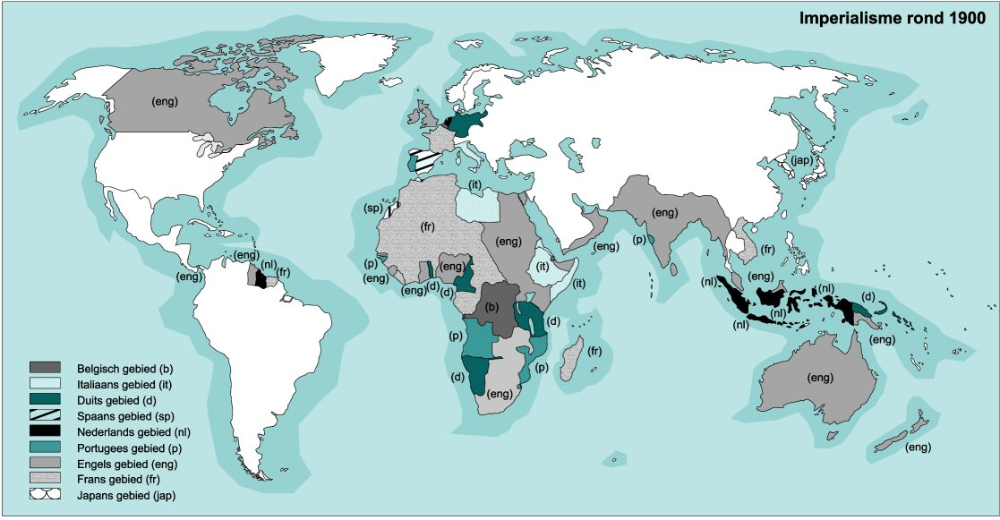 Imperialisme rond 1900
(eng)
(jap)
(it)
(sp)
(fr)
(eng)
(eng)
(p)
(eng)
(fr)
(eng)
(nl)
(fr)
(eng)
(p)
(eng)
(eng)
(eng)
(d)
(d)
(it)
(it)
(eng)
(nl)
(nl)
(nl)
(nl)
(d)
(eng)
(b)
(d)
(p)
(fr)
(p)
(d)
(eng)
(eng)
(eng)
Belgisch gebied (b)
Italiaans gebied (it)
Duits gebied (d)
Spaans gebied (sp)
Nederlands gebied (nl)
Portugees gebied (p)
Engels gebied (eng)
Frans gebied (fr)
Japans gebied (jap)